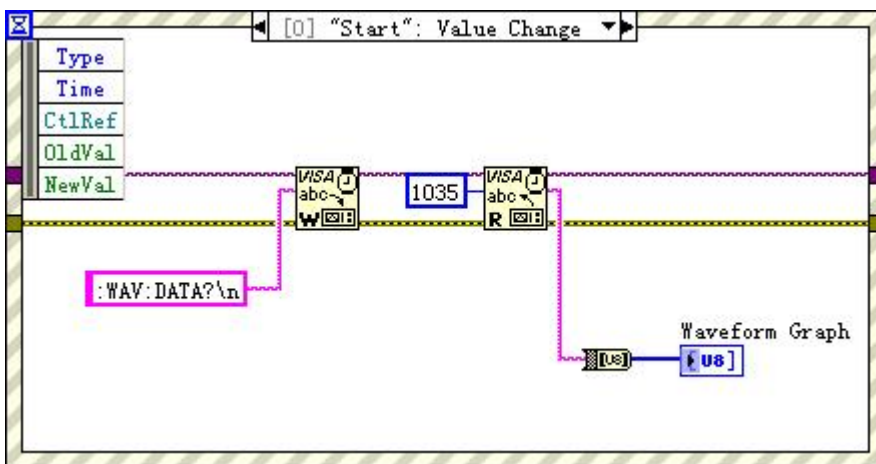 [0] "Start": Value Change
Type
Time
CtlRef
OldVal
NewVal
VISA
abc
W
1035
VISA
abc
R
:WAV:DATA?\n
Waveform Graph
[U8]
[U8]